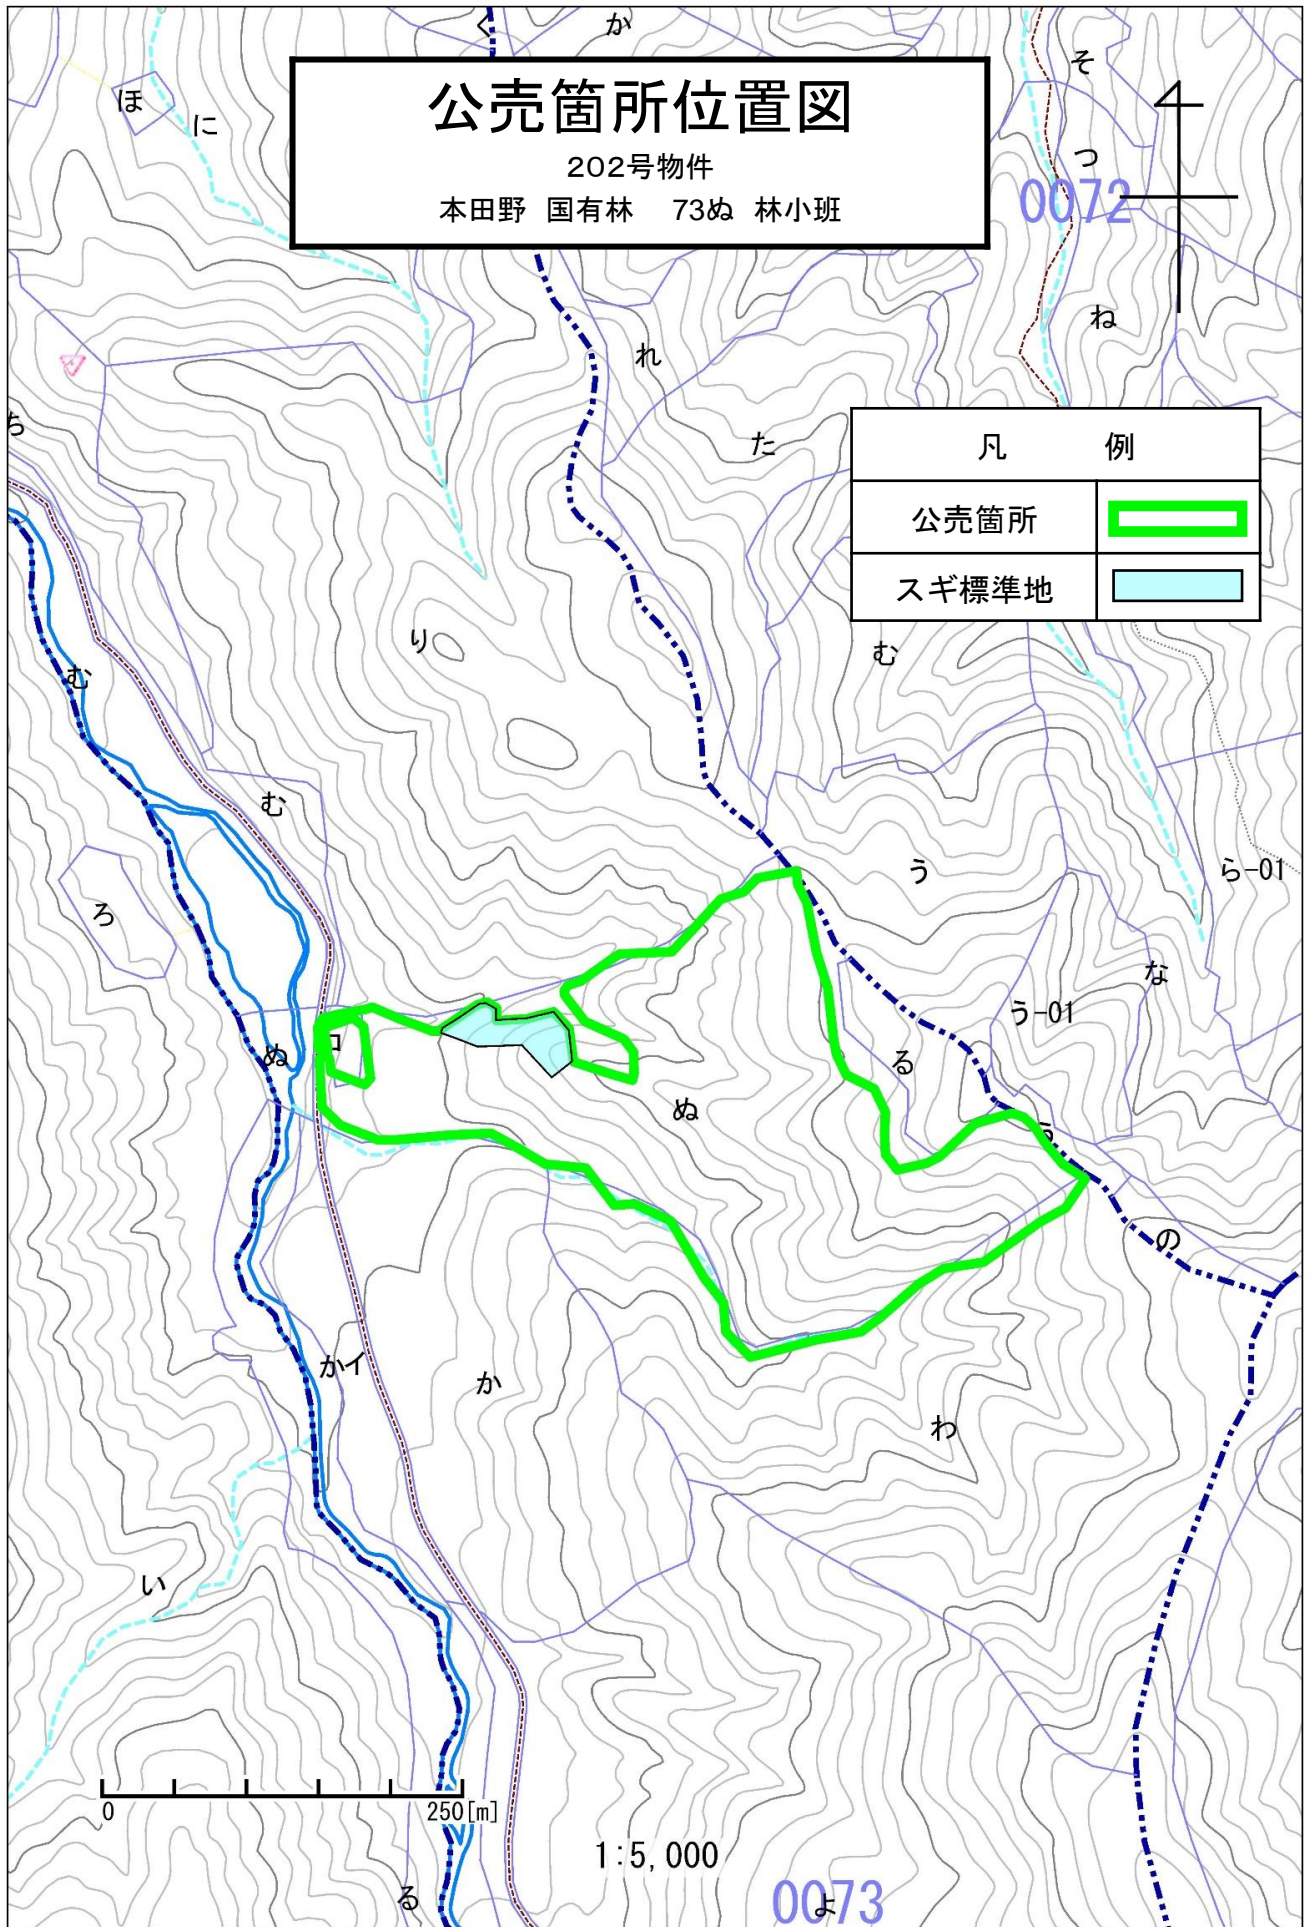 く
か
そ
公売箇所位置図
202号物件
本田野 国有林 73ぬ 林小班
ほ
に
つ
0072
ね
れ
ち
た
凡 例
公売箇所
スギ標準地
り
む
む
む
う
ら-01
ろ
な
う-01
ぬ
ロ
る
ぬ
の
かイ
か
わ
い
0 250[m]
1:5,000
る
0073
よ